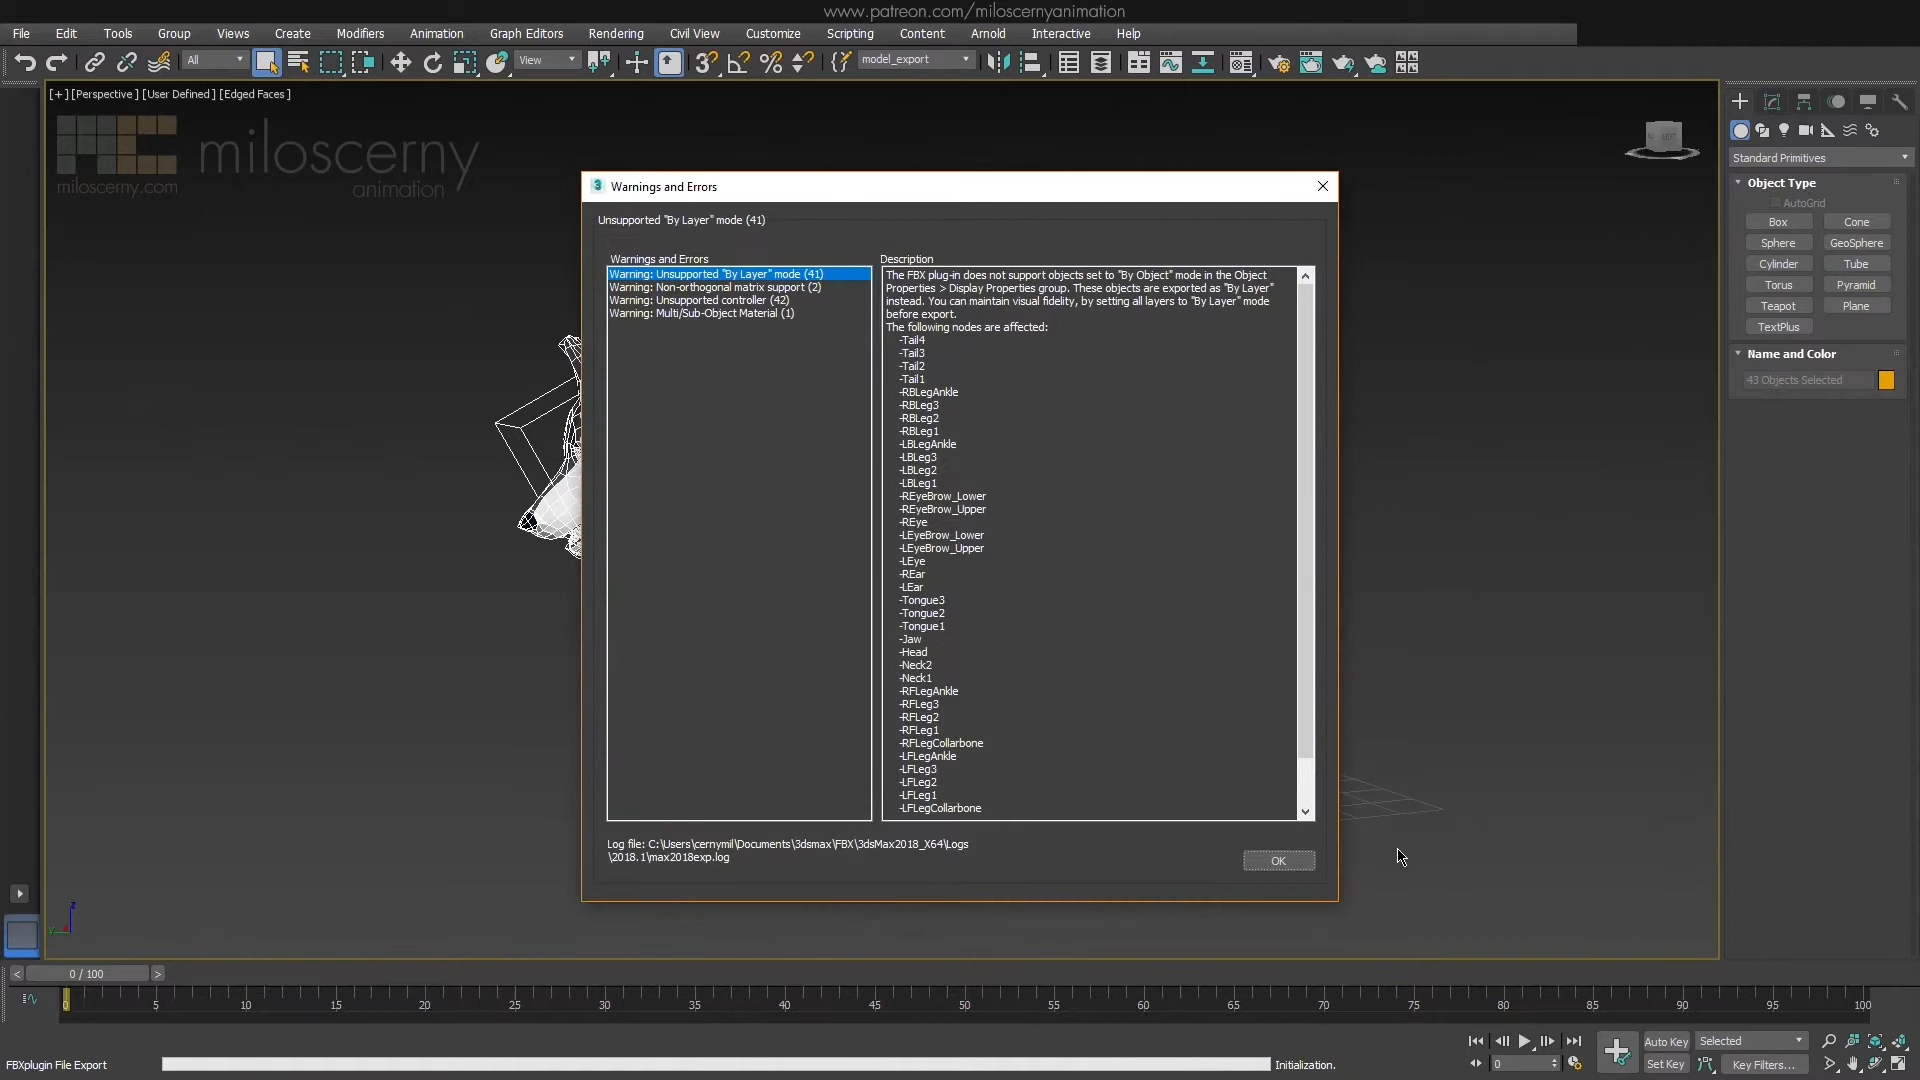 www.patreon.com/miloscernyanimation
File Edit Tools Group Views Create Modifiers Animation Graph Editors Rendering Civil View Customize Scripting Content Arnold Interactive Help
All View model_export
[+] [Perspective] [User Defined] [Edged Faces]
miloscerny
animation
miloscerny.com
LEFT
Standard Primitives
Object Type
AutoGrid
Box Cone
Sphere GeoSphere
Cylinder Tube
Torus Pyramid
Teapot Plane
TextPlus
Name and Color
43 Objects Selected
3 Warnings and Errors
Unsupported "By Layer" mode (41)
Warnings and Errors
Warning: Unsupported "By Layer" mode (41)
Warning: Non-orthogonal matrix support (2)
Warning: Unsupported controller (42)
Warning: Multi/Sub-Object Material (1)
Description
The FBX plug-in does not support objects set to "By Object" mode in the Object
Properties > Display Properties group. These objects are exported as "By Layer"
instead. You can maintain visual fidelity, by setting all layers to "By Layer" mode
before export.
The following nodes are affected:
-Tail4
-Tail3
-Tail2
-Tail1
-RBLegAnkle
-RBLeg3
-RBLeg2
-RBLeg1
-LBLegAnkle
-LBLeg3
-LBLeg2
-LBLeg1
-REyeBrow_Lower
-REyeBrow_Upper
-REye
-LEyeBrow_Lower
-LEyeBrow_Upper
-LEye
-REar
-LEar
-Tongue3
-Tongue2
-Tongue1
-Jaw
-Head
-Neck2
-Neck1
-RFLegAnkle
-RFLeg3
-RFLeg2
-RFLeg1
-RFLegCollarbone
-LFLegAnkle
-LFLeg3
-LFLeg2
-LFLeg1
-LFLegCollarbone
Log file: C:\Users\cernymil\Documents\3dsmax\FBX\3dsMax2018_X64\Logs
\2018.1\max2018exp.log
OK
z
y
< 0 / 100 >
0 5 10 15 20 25 30 35 40 45 50 55 60 65 70 75 80 85 90 95 100
Auto Key Selected
FBXplugin File Export Initialization. 0 Set Key Key Filters...